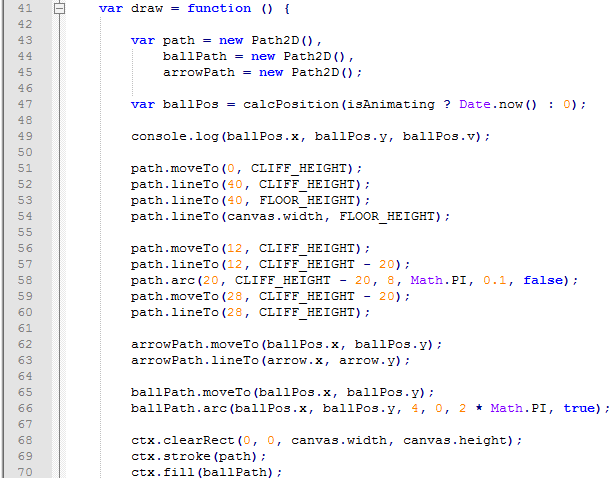 41 var draw = function () {
42
43 var path = new Path2D(),
44 ballPath = new Path2D(),
45 arrowPath = new Path2D();
46
47 var ballPos = calcPosition(isAnimating ? Date.now() : 0);
48
49 console.log(ballPos.x, ballPos.y, ballPos.v);
50
51 path.moveTo(0, CLIFF_HEIGHT);
52 path.lineTo(40, CLIFF_HEIGHT);
53 path.lineTo(40, FLOOR_HEIGHT);
54 path.lineTo(canvas.width, FLOOR_HEIGHT);
55
56 path.moveTo(12, CLIFF_HEIGHT);
57 path.lineTo(12, CLIFF_HEIGHT - 20);
58 path.arc(20, CLIFF_HEIGHT - 20, 8, Math.PI, 0.1, false);
59 path.moveTo(28, CLIFF_HEIGHT - 20);
60 path.lineTo(28, CLIFF_HEIGHT);
61
62 arrowPath.moveTo(ballPos.x, ballPos.y);
63 arrowPath.lineTo(arrow.x, arrow.y);
64
65 ballPath.moveTo(ballPos.x, ballPos.y);
66 ballPath.arc(ballPos.x, ballPos.y, 4, 0, 2 * Math.PI, true);
67
68 ctx.clearRect(0, 0, canvas.width, canvas.height);
69 ctx.stroke(path);
70 ctx.fill(ballPath);